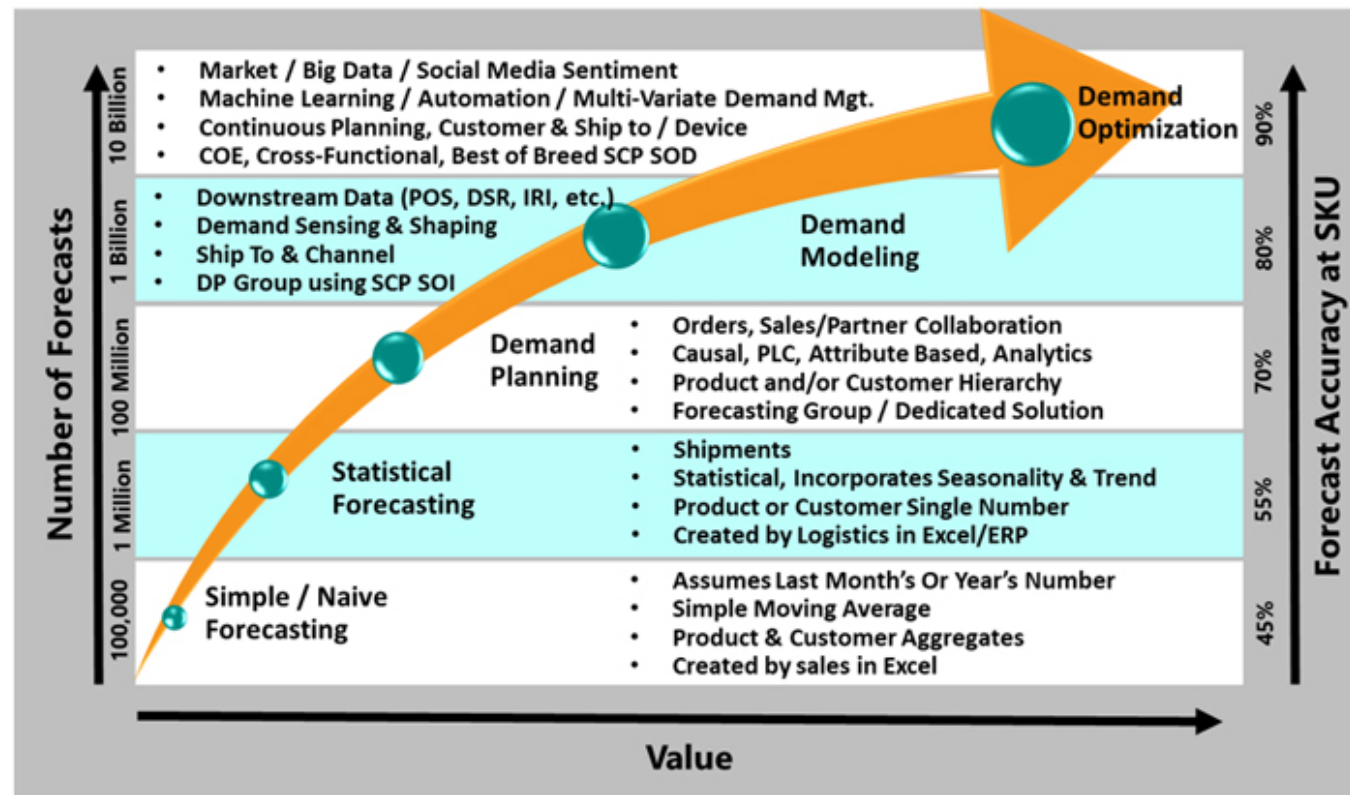 10 Billion
• Market / Big Data / Social Media Sentiment
• Machine Learning / Automation / Multi-Variate Demand Mgt.
• Continuous Planning, Customer & Ship to / Device
• COE, Cross-Functional, Best of Breed SCP SOD
Demand
Optimization
90%
1 Billion
• Downstream Data (POS, DSR, IRI, etc.)
• Demand Sensing & Shaping
• Ship To & Channel
• DP Group using SCP SOI
Demand
Modeling
80%
Number of Forecasts
Forecast Accuracy at SKU
100 Million
Demand
Planning
• Orders, Sales/Partner Collaboration
• Causal, PLC, Attribute Based, Analytics
• Product and/or Customer Hierarchy
• Forecasting Group / Dedicated Solution
70%
1 Million
Statistical
Forecasting
• Shipments
• Statistical, Incorporates Seasonality & Trend
• Product or Customer Single Number
• Created by Logistics in Excel/ERP
55%
100,000
Simple / Naive
Forecasting
• Assumes Last Month's Or Year's Number
• Simple Moving Average
• Product & Customer Aggregates
• Created by sales in Excel
45%
Value